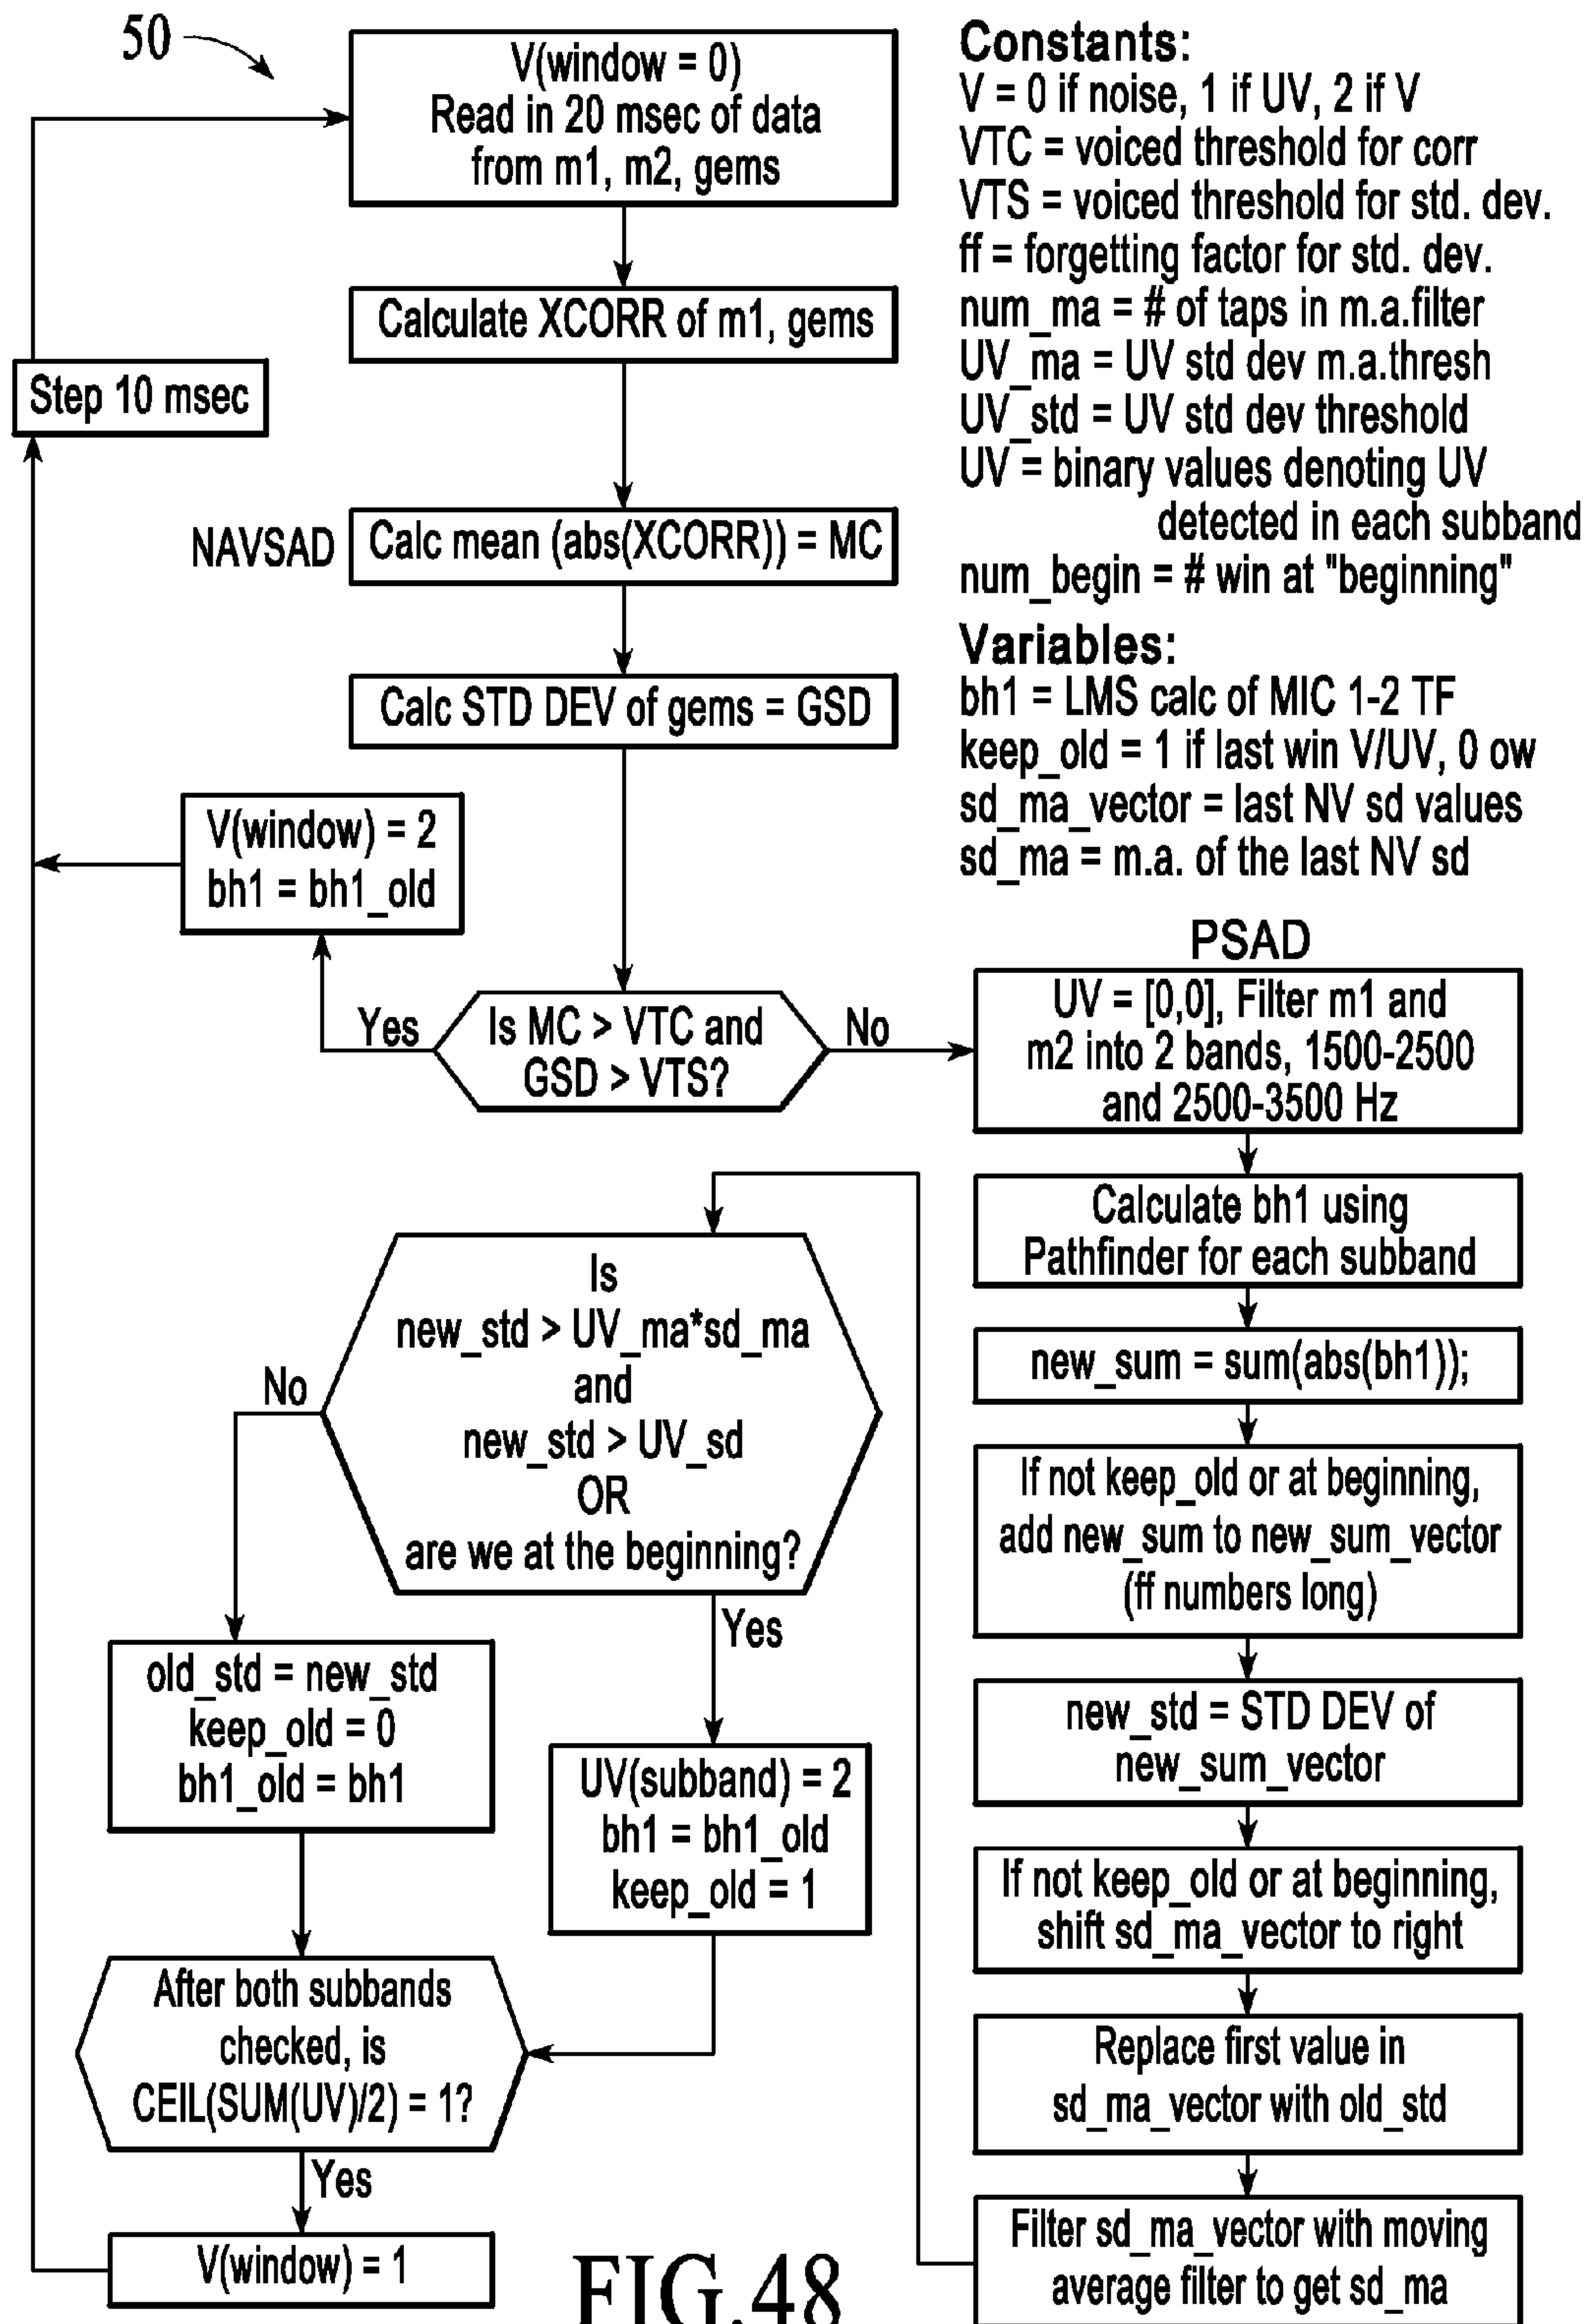 50
V(window = 0)
Read in 20 msec of data
from m1, m2, gems
Calculate XCORR of m1, gems
Step 10 msec
NAVSAD
Calc mean (abs(XCORR)) = MC
Calc STD DEV of gems = GSD
V(window) = 2
bh1 = bh1_old
Yes
Is MC > VTC and
GSD > VTS?
No
Constants:
V = 0 if noise, 1 if UV, 2 if V
VTC = voiced threshold for corr
VTS = voiced threshold for std. dev.
ff = forgetting factor for std. dev.
num_ma = # of taps in m.a.filter
UV_ma = UV std dev m.a.thresh
UV_std = UV std dev threshold
UV = binary values denoting UV
detected in each subband
num_begin = # win at "beginning"
Variables:
bh1 = LMS calc of MIC 1-2 TF
keep_old = 1 if last win V/UV, 0 ow
sd_ma_vector = last NV sd values
sd_ma = m.a. of the last NV sd
PSAD
UV = [0,0], Filter m1 and
m2 into 2 bands, 1500-2500
and 2500-3500 Hz
Calculate bh1 using
Pathfinder for each subband
new_sum = sum(abs(bh1));
If not keep_old or at beginning,
add new_sum to new_sum_vector
(ff numbers long)
new_std = STD DEV of
new_sum_vector
If not keep_old or at beginning,
shift sd_ma_vector to right
Replace first value in
sd_ma_vector with old_std
Filter sd_ma_vector with moving
average filter to get sd_ma
Is
new_std > UV_ma*sd_ma
and
new_std > UV_sd
OR
are we at the beginning?
No
Yes
old_std = new_std
keep_old = 0
bh1_old = bh1
UV(subband) = 2
bh1 = bh1_old
keep_old = 1
After both subbands
checked, is
CEIL(SUM(UV)/2) = 1?
Yes
V(window) = 1
FIG.48